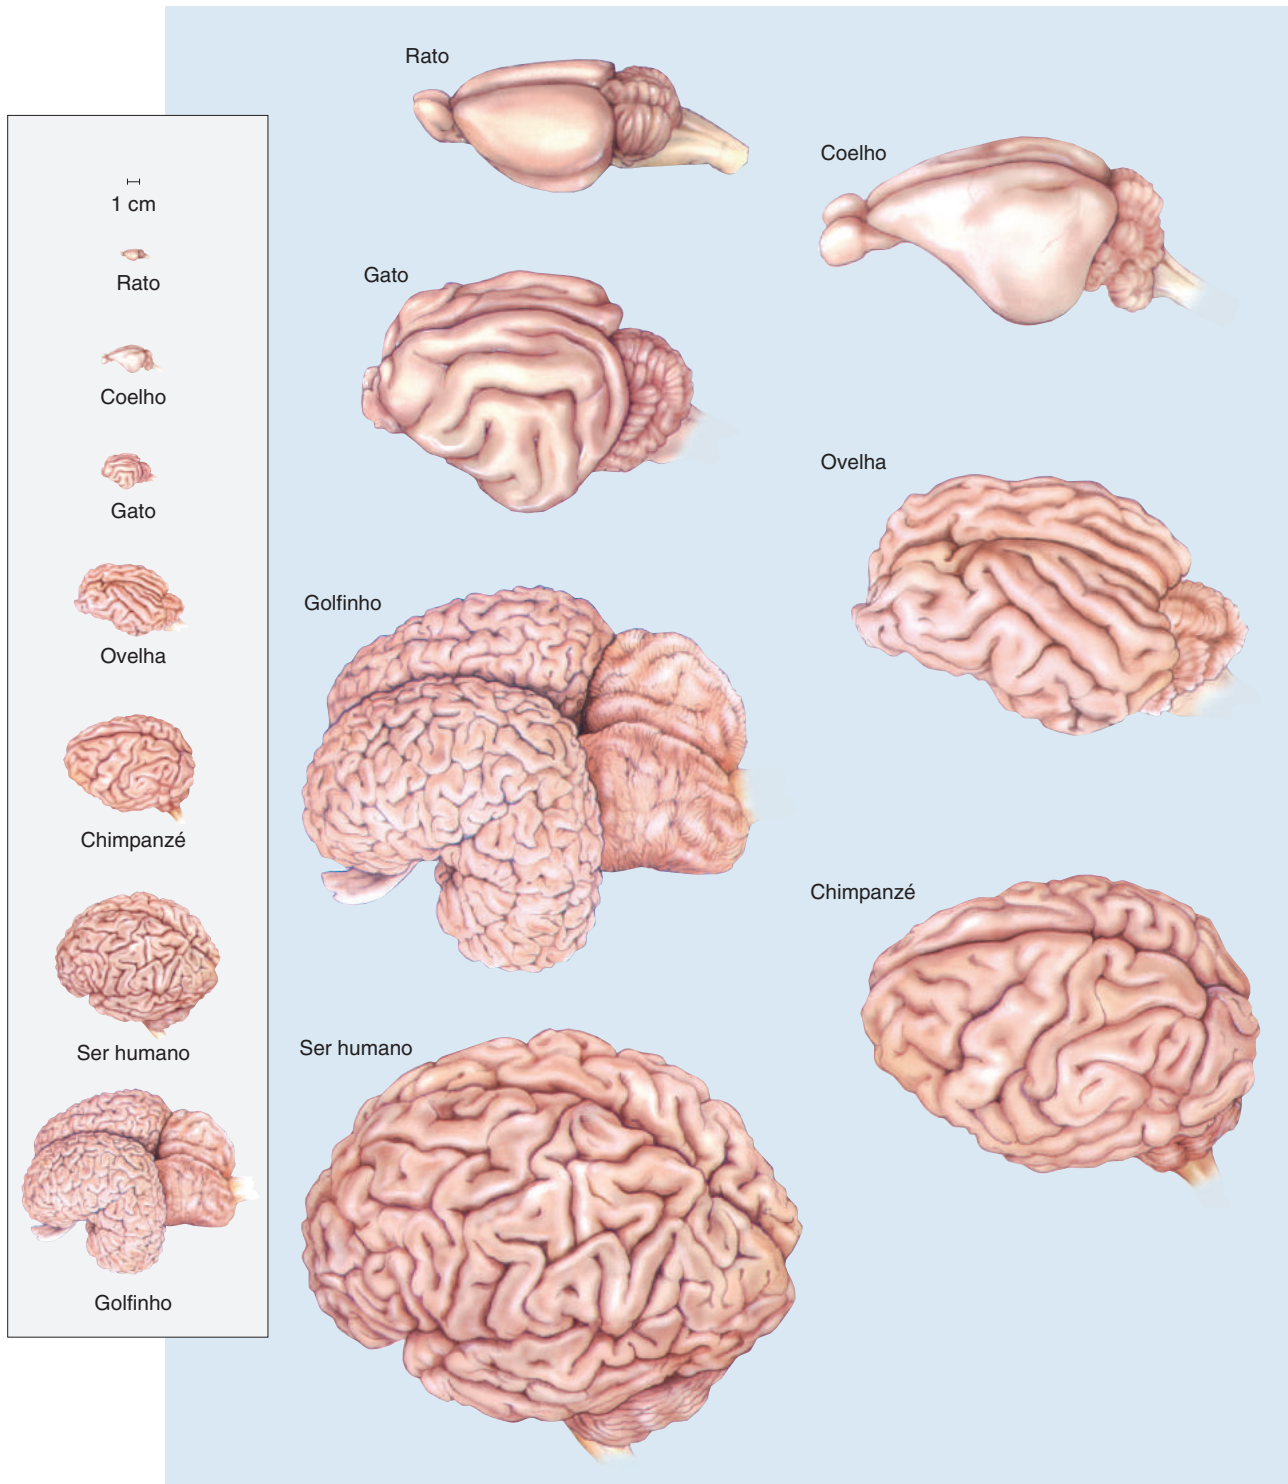 1 cm
Rato
Coelho
Gato
Ovelha
Chimpanzé
Ser humano
Golfinho
Rato
Coelho
Gato
Ovelha
Golfinho
Chimpanzé
Ser humano